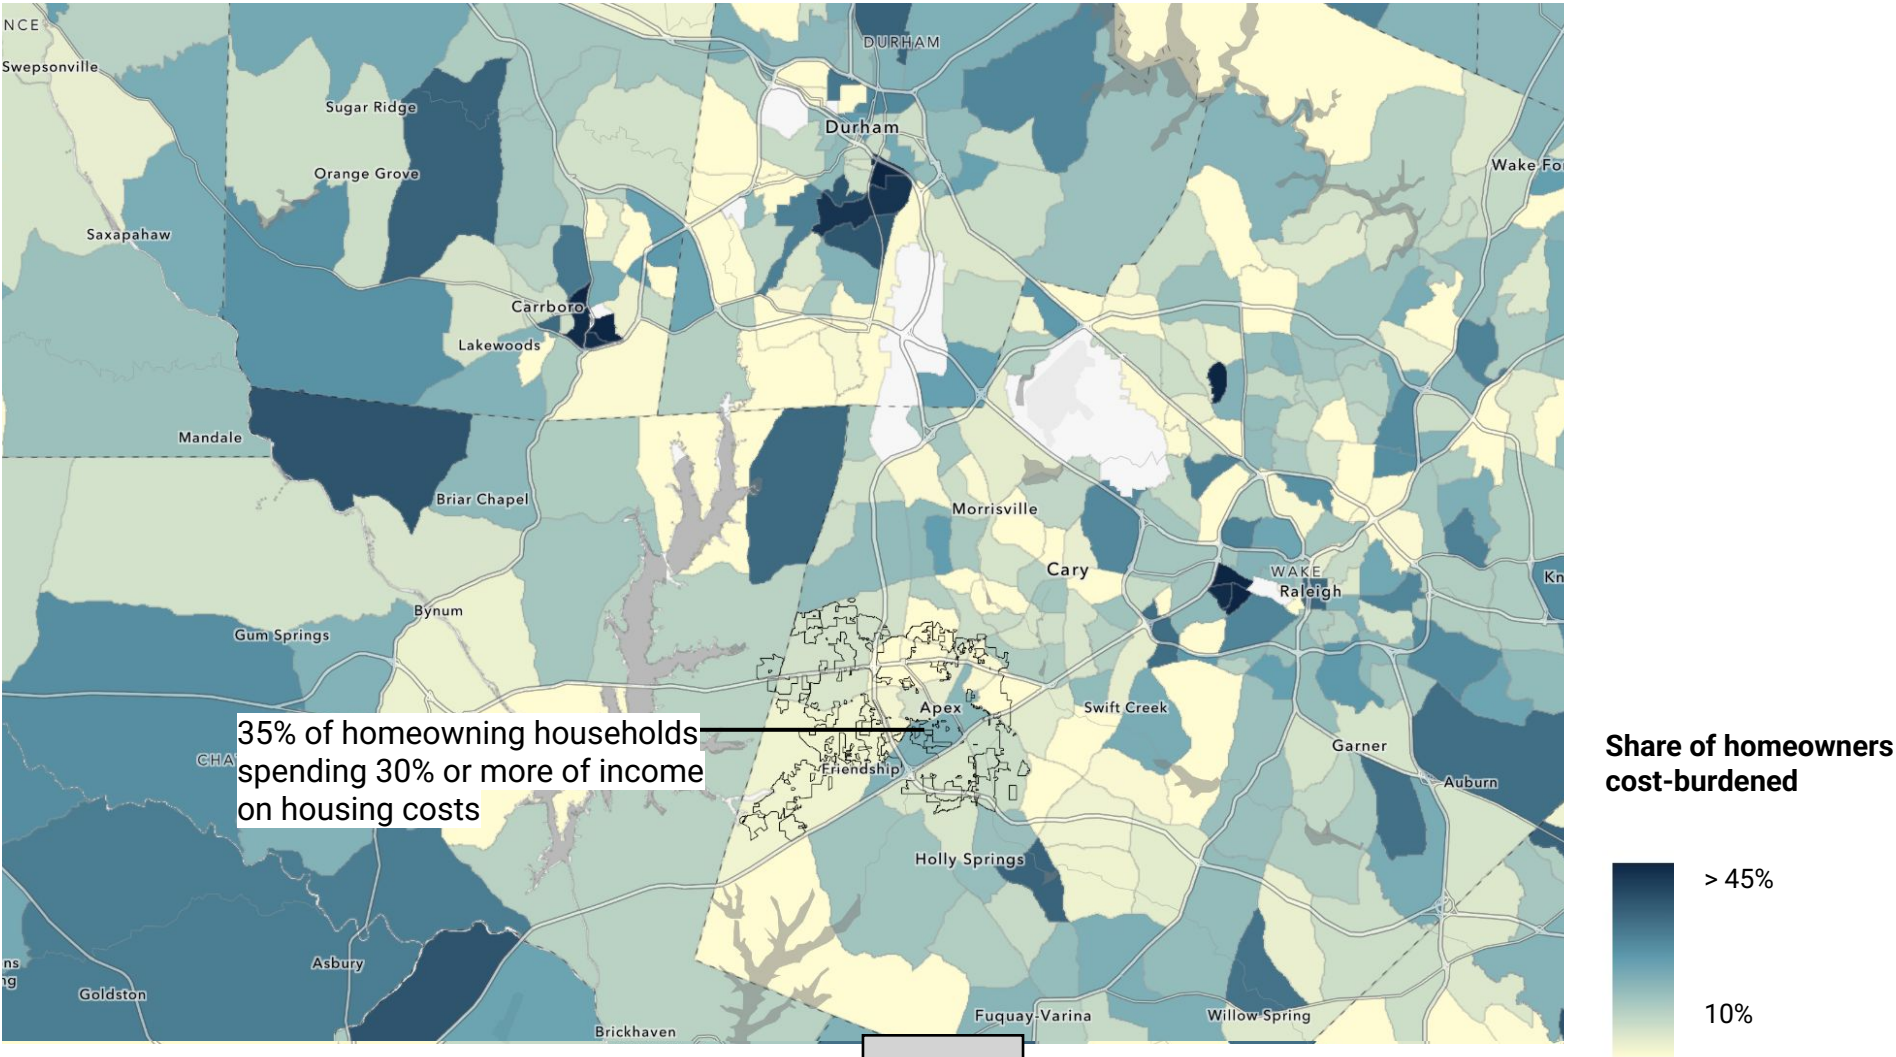 NCE
DURHAM
Swepsonville
Sugar Ridge
Durham
Wake Fo
Orange Grove
Saxapahaw
Carrboro
Lakewoods
Mandale
Briar Chapel
Morrisville
Cary
WAKE
Raleigh
Kn
Bynum
Gum Springs
Apex
Swift Creek
35% of homeowning households
spending 30% or more of income
on housing costs
CHA
Friendship
Garner
Auburn
Share of homeowners
cost-burdened
Holly Springs
> 45%
Asbury
ns
ng
Goldston
Fuquay-Varina
Willow Spring
10%
Brickhaven